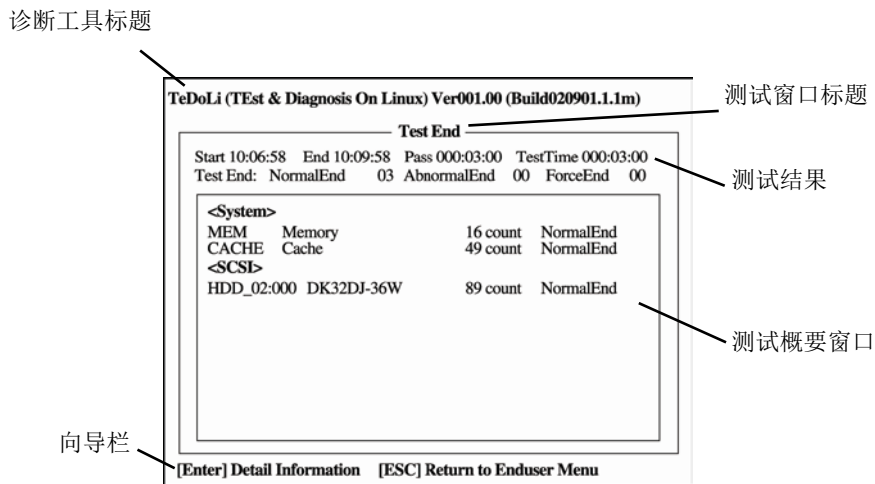 诊断工具标题
TeDoLi (TEst & Diagnosis On Linux) Ver001.00 (Build020901.1.1m)
测试窗口标题
Test End
Start 10:06:58 End 10:09:58 Pass 000:03:00 TestTime 000:03:00
Test End: NormalEnd 03 AbnormalEnd 00 ForceEnd 00
测试结果
<System>
MEM Memory 16 count NormalEnd
CACHE Cache 49 count NormalEnd
<SCSI>
HDD_02:000 DK32DJ-36W 89 count NormalEnd
测试概要窗口
向导栏
[Enter] Detail Information [ESC] Return to Enduser Menu